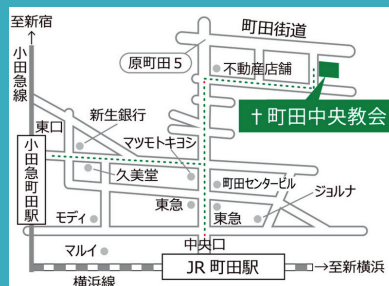 至新宿
町田街道
小田急線
原町田5
不動産店舗
新生銀行
✝町田中央教会
東口
マツモトキヨシ
小田急町田駅
久美堂
町田センタービル
ジョルナ
モディ
東急
東急
マルイ
中央口
JR 町田駅
→至新横浜
横浜線